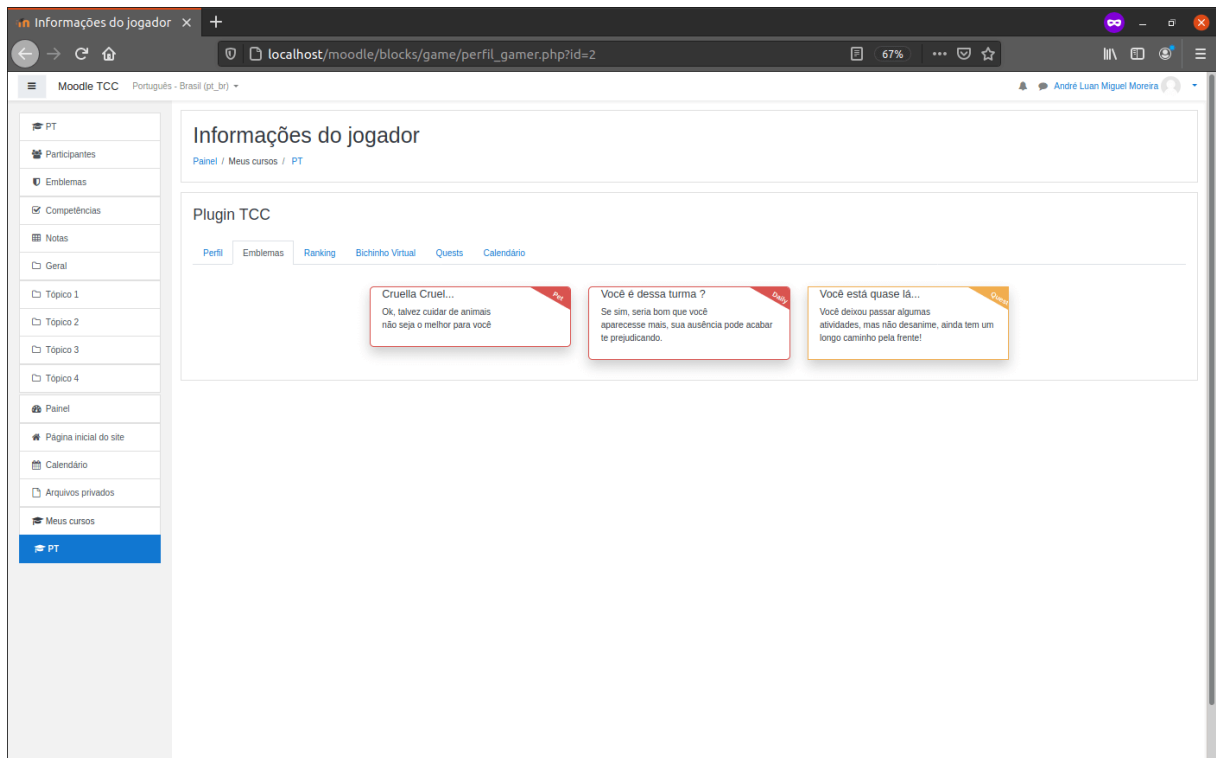 Informações do jogador
localhost/moodle/blocks/game/perfil_gamer.php?id=2
67%
Moodle TCC
Português - Brasil (pt_br)
André Luan Miguel Moreira
PT
Participantes
Emblemas
Competências
Notas
Geral
Tópico 1
Tópico 2
Tópico 3
Tópico 4
Painel
Página inicial do site
Calendário
Arquivos privados
Meus cursos
PT
Informações do jogador
Painel / Meus cursos / PT
Plugin TCC
Perfil Emblemas Ranking Bichinho Virtual Quests Calendário
Cruella Cruel...
Pet
Ok, talvez cuidar de animais
não seja o melhor para você
Você é dessa turma ?
Daily
Se sim, seria bom que você
aparecesse mais, sua ausência pode acabar
te prejudicando.
Você está quase lá...
Quest
Você deixou passar algumas
atividades, mas não desanime, ainda tem um
longo caminho pela frente!